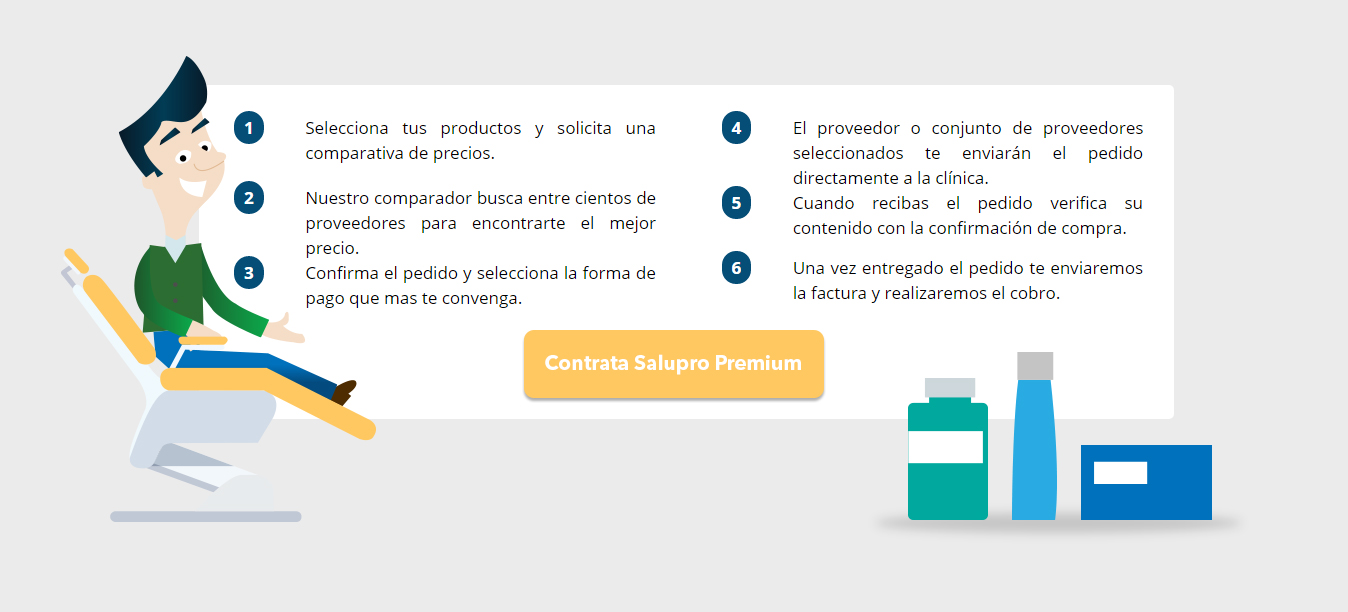 1
Selecciona tus productos y solicita una
comparativa de precios.
2
Nuestro comparador busca entre cientos de
proveedores para encontrarte el mejor
precio.
3
Confirma el pedido y selecciona la forma de
pago que mas te convenga.
4
El proveedor o conjunto de proveedores
seleccionados te enviarán el pedido
directamente a la clínica.
5
Cuando recibas el pedido verifica su
contenido con la confirmación de compra.
6
Una vez entregado el pedido te enviaremos
la factura y realizaremos el cobro.
Contrata Salupro Premium